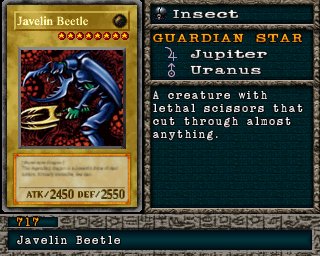 Javelin Beetle
ATK/2450 DEF/2550
Insect
GUARDIAN STAR
Jupiter
Uranus
A creature with
lethal scissors that
cut through almost
anything.
717
Javelin Beetle